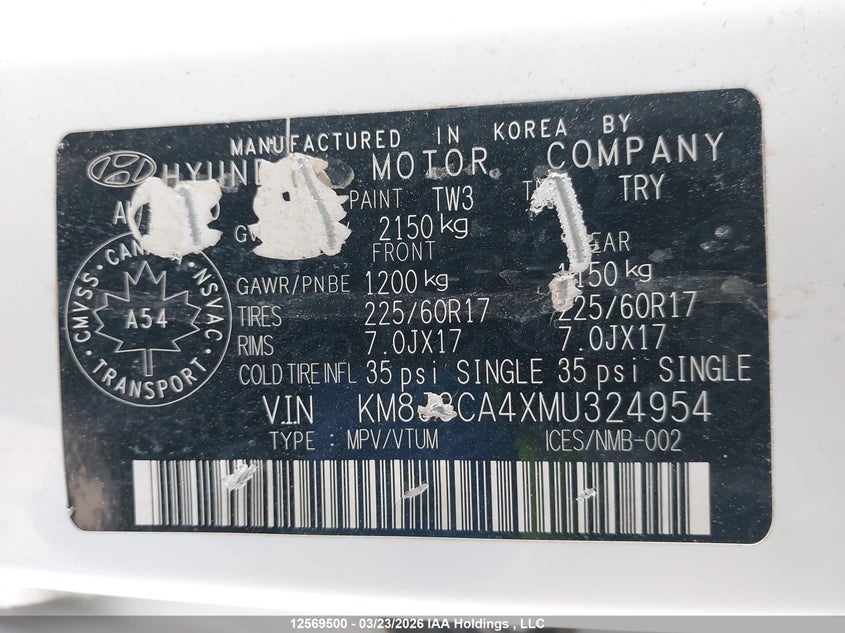 MANUFACTURED IN KOREA BY
MOTOR COMPANY
PAINT TW3 TRY
2150 kg
FRONT
GAWR/PNBE 1200 kg
TIRES 225/60R17 225/60R17
RIMS 7.0JX17 7.0JX17
COLD TIRE INFL 35 psi SINGLE 35 psi SINGLE
VIN
TYPE : MPV/VTUM ICES/NMB-002
CMVSS · NSVAC
A54
TRANSPORT
12569500 - 03/23/2026 IAA Holdings , LLC